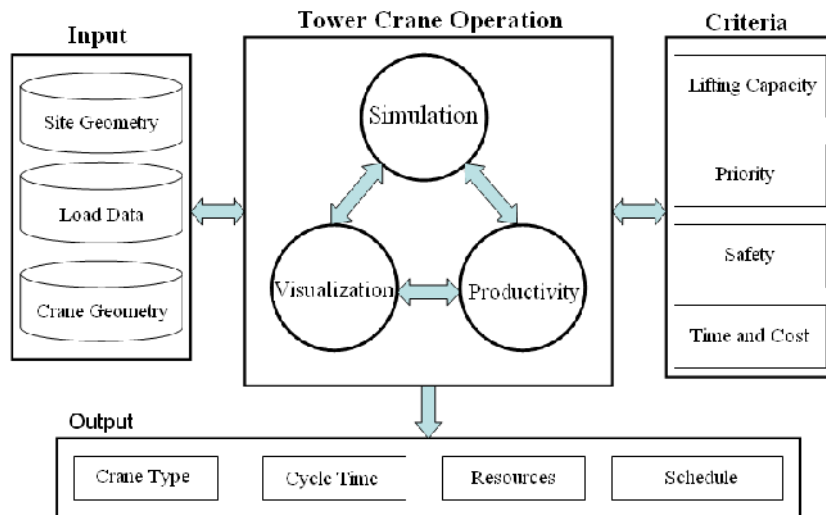 Tower Crane Operation
Input
Criteria
Site Geometry
Load Data
Crane Geometry
Simulation
Visualization
Productivity
Lifting Capacity
Priority
Safety
Time and Cost
Output
Crane Type
Cycle Time
Resources
Schedule